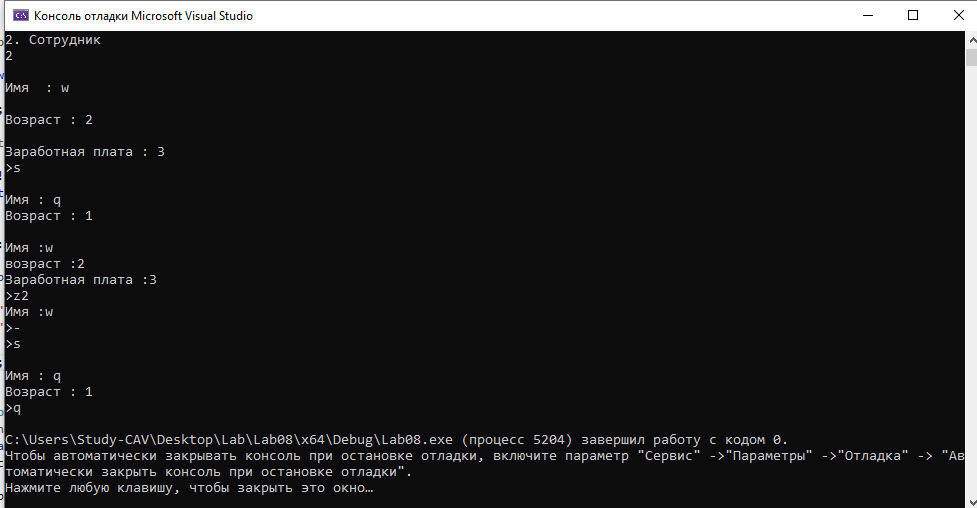 Консоль отладки Microsoft Visual Studio
2. Сотрудник
2
Имя  : w
Возраст : 2
Заработная плата : 3
>s
Имя : q
Возраст : 1
Имя :w
возраст :2
Заработная плата :3
>z2
Имя :w
>-
>s
Имя : q
Возраст : 1
>q
C:\Users\Study-CAV\Desktop\Lab\Lab08\x64\Debug\Lab08.exe (процесс 5204) завершил работу с кодом 0.
Чтобы автоматически закрывать консоль при остановке отладки, включите параметр "Сервис" ->"Параметры" ->"Отладка" -> "Ав
томатически закрыть консоль при остановке отладки".
Нажмите любую клавишу, чтобы закрыть это окно…